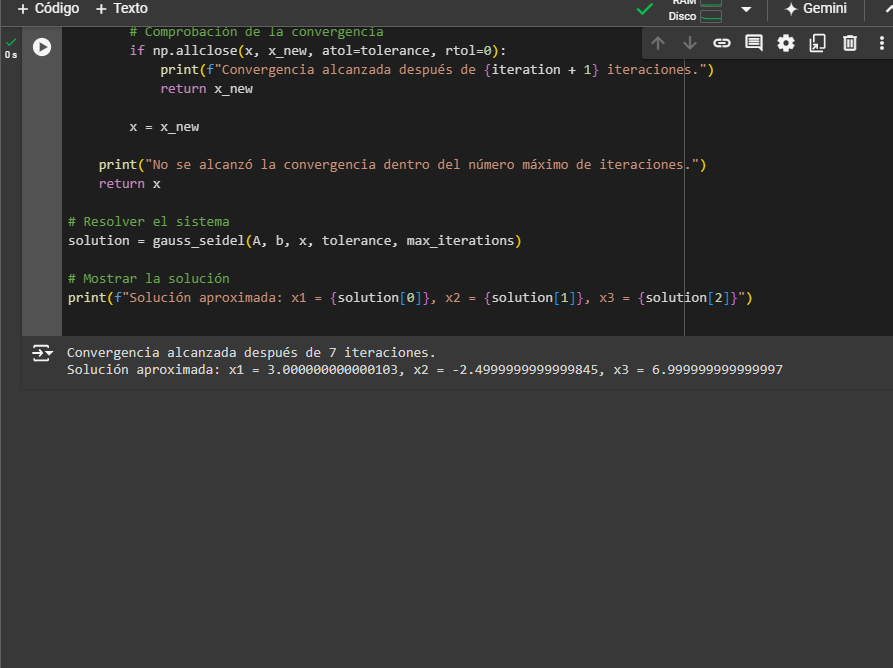 + Código + Texto
RAM
Disco
Gemini
0 s
# Comprobación de la convergencia
if np.allclose(x, x_new, atol=tolerance, rtol=0):
print(f"Convergencia alcanzada después de {iteration + 1} iteraciones.")
return x_new
x = x_new
print("No se alcanzó la convergencia dentro del número máximo de iteraciones.")
return x
# Resolver el sistema
solution = gauss_seidel(A, b, x, tolerance, max_iterations)
# Mostrar la solución
print(f"Solución aproximada: x1 = {solution[0]}, x2 = {solution[1]}, x3 = {solution[2]}")
Convergencia alcanzada después de 7 iteraciones.
Solución aproximada: x1 = 3.000000000000103, x2 = -2.4999999999999845, x3 = 6.999999999999997